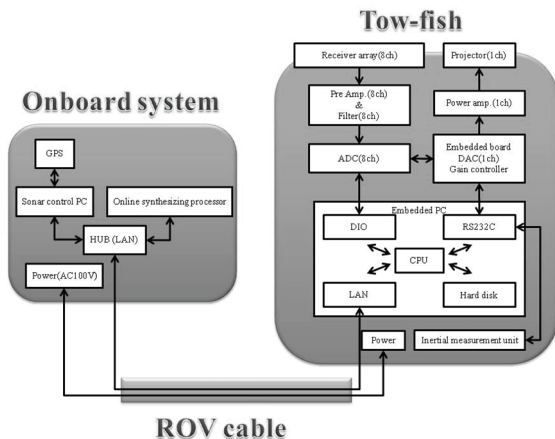 Tow-fish
Receiver array(8ch)
Projector(1ch)
Pre Amp.(8ch)
&
Filter(8ch)
Power amp.(1ch)
ADC(8ch)
Embedded board
DAC(1ch)
Gain controller
Embedded PC
DIO
RS232C
CPU
LAN
Hard disk
Power
Inertial measurement unit
Onboard system
GPS
Sonar control PC
Online synthesizing processor
HUB (LAN)
Power(AC100V)
ROV cable